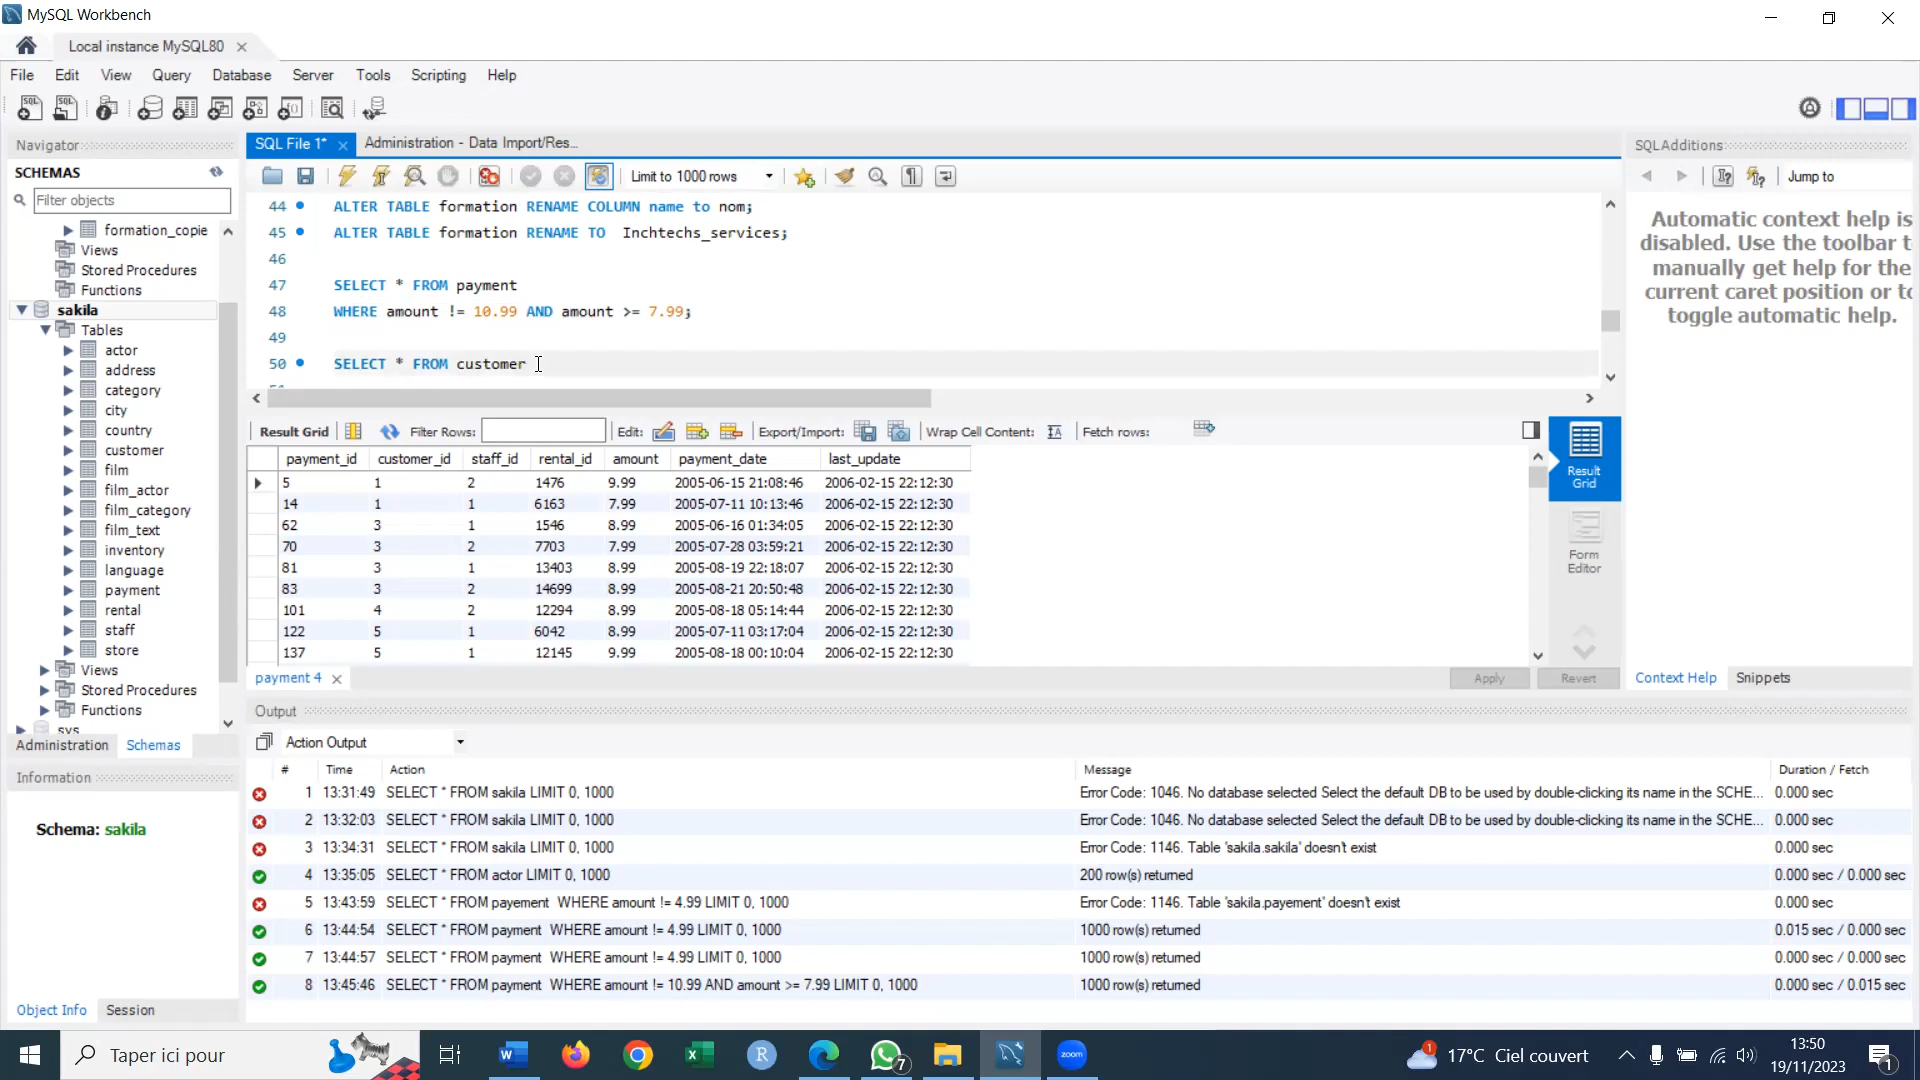 MySQL Workbench
Local instance MySQL80
File Edit View Query Database Server Tools Scripting Help
Navigator
SCHEMAS
Filter objects
formation_copie
Views
Stored Procedures
Functions
sakila
Tables
actor
address
category
city
country
customer
film
film_actor
film_category
film_text
inventory
language
payment
rental
staff
store
Views
Stored Procedures
Functions
sys
Administration Schemas
Information
Schema: sakila
Object Info Session
SQL File 1* Administration - Data Import/Res...
Limit to 1000 rows
44 ALTER TABLE formation RENAME COLUMN name to nom;
45 ALTER TABLE formation RENAME TO Inchtechs_services;
46
47 SELECT * FROM payment
48 WHERE amount != 10.99 AND amount >= 7.99;
49
50 SELECT * FROM customer
Result Grid Filter Rows: Edit: Export/Import: Wrap Cell Content: Fetch rows:
payment_id customer_id staff_id rental_id amount payment_date last_update
5 1 2 1476 9.99 2005-06-15 21:08:46 2006-02-15 22:12:30
14 1 1 6163 7.99 2005-07-11 10:13:46 2006-02-15 22:12:30
62 3 1 1546 8.99 2005-06-16 01:34:05 2006-02-15 22:12:30
70 3 2 7703 7.99 2005-07-28 03:59:21 2006-02-15 22:12:30
81 3 1 13403 8.99 2005-08-19 22:18:07 2006-02-15 22:12:30
83 3 2 14699 8.99 2005-08-21 20:50:48 2006-02-15 22:12:30
101 4 2 12294 8.99 2005-08-18 05:14:44 2006-02-15 22:12:30
122 5 1 6042 8.99 2005-07-11 03:17:04 2006-02-15 22:12:30
137 5 1 12145 9.99 2005-08-18 00:10:04 2006-02-15 22:12:30
Result Grid
Form Editor
payment 4
Apply Revert
SQLAdditions
Jump to
Automatic context help is
disabled. Use the toolbar t
manually get help for the
current caret position or to
toggle automatic help.
Context Help Snippets
Output
Action Output
# Time Action Message Duration / Fetch
1 13:31:49 SELECT * FROM sakila LIMIT 0, 1000 Error Code: 1046. No database selected Select the default DB to be used by double-clicking its name in the SCHE... 0.000 sec
2 13:32:03 SELECT * FROM sakila LIMIT 0, 1000 Error Code: 1046. No database selected Select the default DB to be used by double-clicking its name in the SCHE... 0.000 sec
3 13:34:31 SELECT * FROM sakila LIMIT 0, 1000 Error Code: 1146. Table 'sakila.sakila' doesn't exist 0.000 sec
4 13:35:05 SELECT * FROM actor LIMIT 0, 1000 200 row(s) returned 0.000 sec / 0.000 sec
5 13:43:59 SELECT * FROM payement WHERE amount != 4.99 LIMIT 0, 1000 Error Code: 1146. Table 'sakila.payement' doesn't exist 0.000 sec
6 13:44:54 SELECT * FROM payment WHERE amount != 4.99 LIMIT 0, 1000 1000 row(s) returned 0.015 sec / 0.000 sec
7 13:44:57 SELECT * FROM payment WHERE amount != 4.99 LIMIT 0, 1000 1000 row(s) returned 0.000 sec / 0.000 sec
8 13:45:46 SELECT * FROM payment WHERE amount != 10.99 AND amount >= 7.99 LIMIT 0, 1000 1000 row(s) returned 0.000 sec / 0.015 sec
Taper ici pour
7
zoom
1
17°C Ciel couvert
13:50
19/11/2023
1